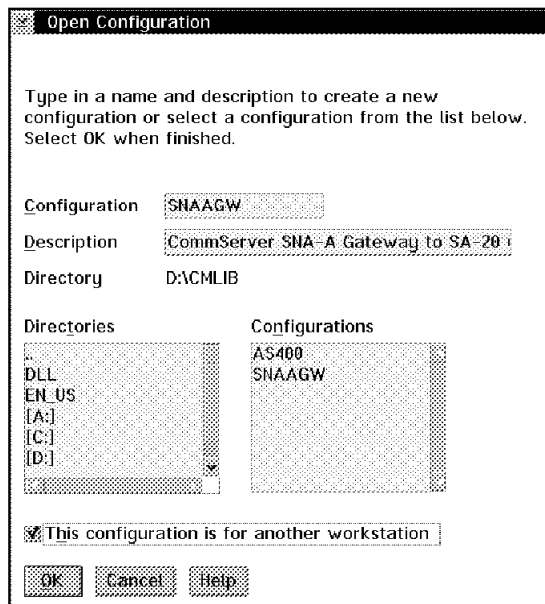 Open Configuration
Type in a name and description to create a new
configuration or select a configuration from the list below.
Select OK when finished.
Configuration SNAAGW
Description CommServer SNA-A Gateway to SA-20
Directory D:\CMLIB
Directories Configurations
.. AS400
DLL SNAAGW
EN_US
[A:]
[C:]
[D:]
This configuration is for another workstation
OK Cancel Help